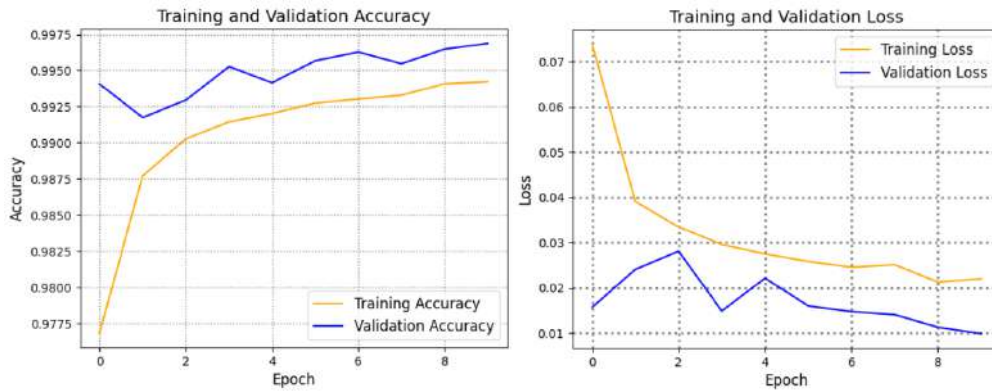 Training and Validation Accuracy
0.9975
0.9950
0.9925
0.9900
0.9875
0.9850
0.9825
0.9800
0.9775
Accuracy
Training Accuracy
Validation Accuracy
0 2 4 6 8
Epoch
Training and Validation Loss
Training Loss
Validation Loss
0.07
0.06
0.05
0.04
0.03
0.02
0.01
Loss
0 2 4 6 8
Epoch